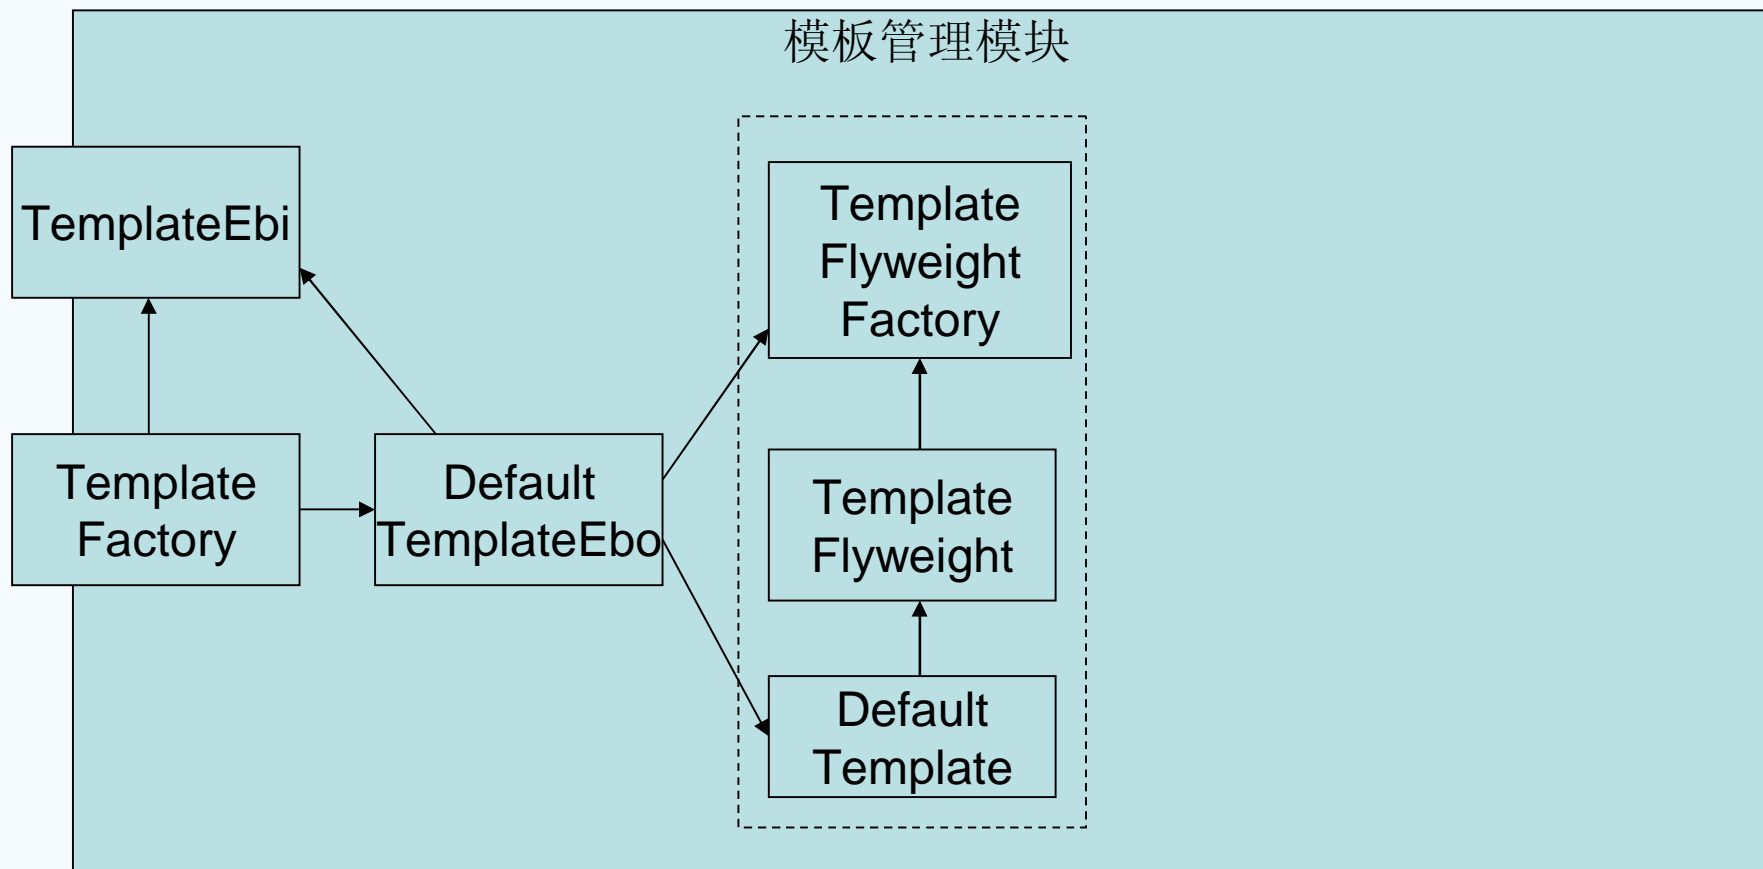 模板管理模块
TemplateEbi
Template
Factory
Default
TemplateEbo
Template
Flyweight
Factory
Template
Flyweight
Default
Template